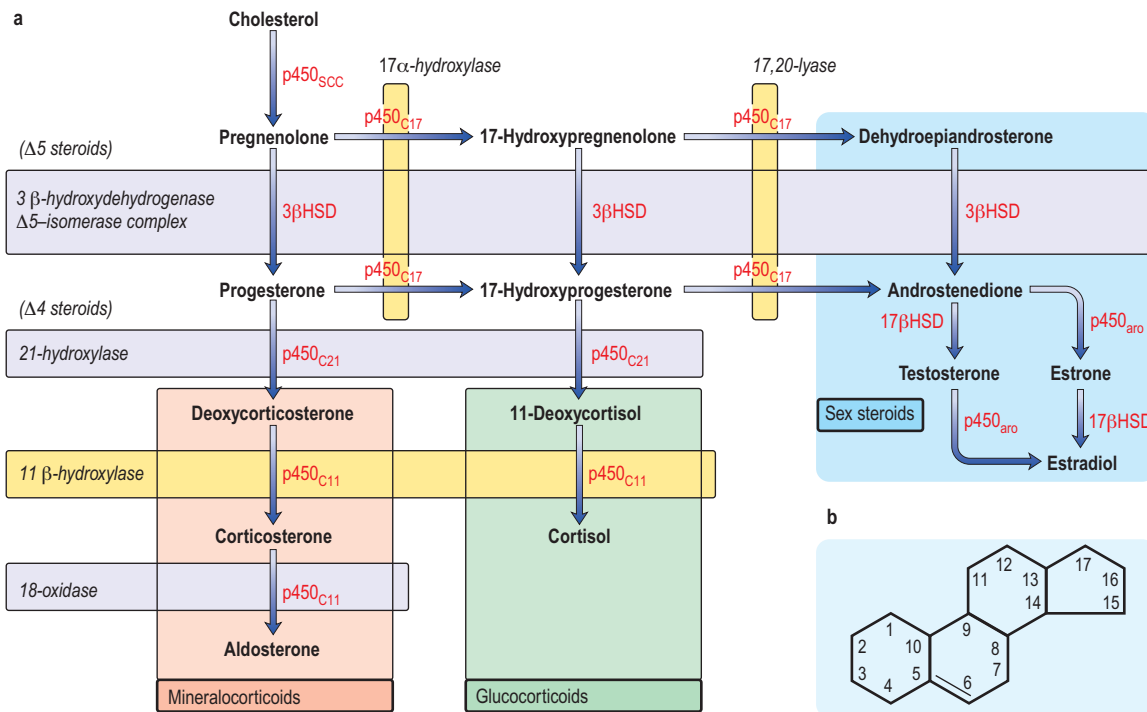 a
Cholesterol
p450SCC
17α-hydroxylase
17,20-lyase
p450C17
p450C17
Pregnenolone
17-Hydroxypregnenolone
Dehydroepiandrosterone
(Δ5 steroids)
3 β-hydroxydehydrogenase
Δ5–isomerase complex
3βHSD
3βHSD
3βHSD
p450C17
p450C17
Progesterone
17-Hydroxyprogesterone
Androstenedione
(Δ4 steroids)
17βHSD
p450aro
21-hydroxylase
p450C21
p450C21
Testosterone
Estrone
Deoxycorticosterone
11-Deoxycortisol
Sex steroids
p450aro
17βHSD
Estradiol
11 β-hydroxylase
p450C11
p450C11
Corticosterone
Cortisol
18-oxidase
p450C11
Aldosterone
Mineralocorticoids
Glucocorticoids
b
12
17
11
13
16
14
15
1
9
2
10
8
3
5
7
4
6